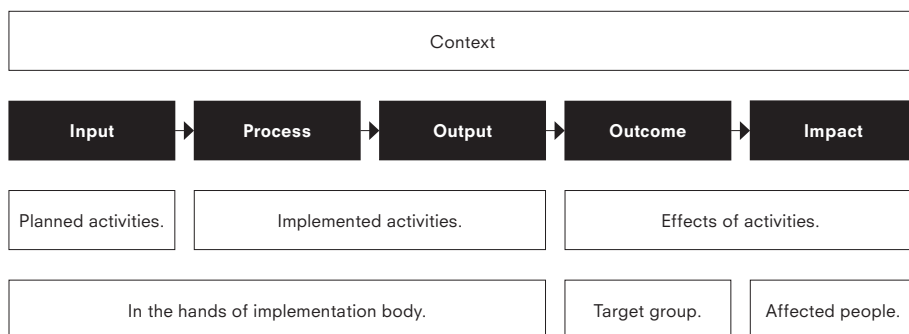 Context
Input
Process
Output
Outcome
Impact
Planned activities.
Implemented activities.
Effects of activities.
In the hands of implementation body.
Target group.
Affected people.